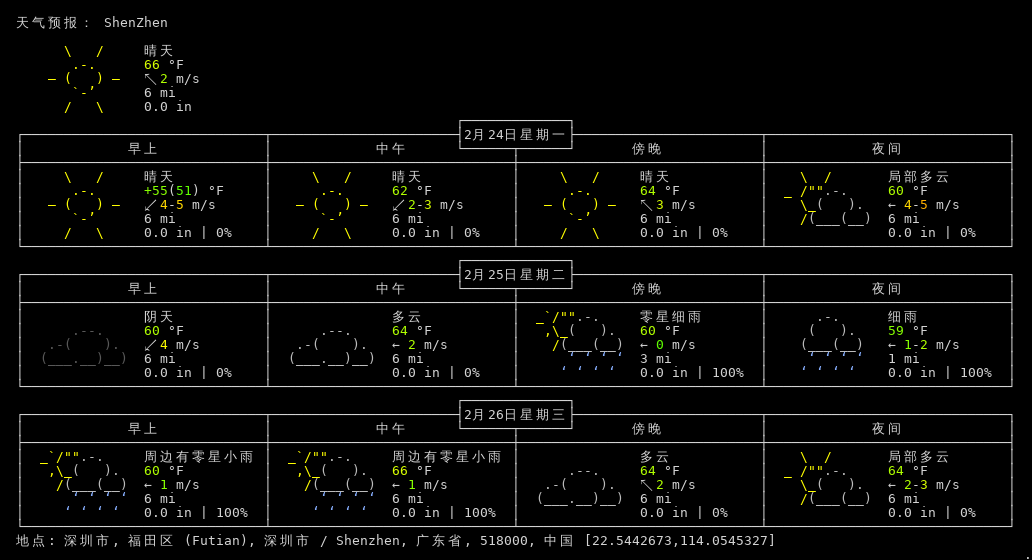 天气预报： ShenZhen
晴天
66 °F
↖ 2 m/s
6 mi
0.0 in
2月24日星期一
早上 中午 傍晚 夜间
晴天 晴天 晴天 局部多云
+55(51) °F 62 °F 64 °F 60 °F
↙ 4-5 m/s ↙ 2-3 m/s ↖ 3 m/s ← 4-5 m/s
6 mi 6 mi 6 mi 6 mi
0.0 in | 0% 0.0 in | 0% 0.0 in | 0% 0.0 in | 0%
2月25日星期二
早上 中午 傍晚 夜间
阴天 多云 零星细雨 细雨
60 °F 64 °F 60 °F 59 °F
↙ 4 m/s ← 2 m/s ← 0 m/s ← 1-2 m/s
6 mi 6 mi 3 mi 1 mi
0.0 in | 0% 0.0 in | 0% 0.0 in | 100% 0.0 in | 100%
2月26日星期三
早上 中午 傍晚 夜间
周边有零星小雨 周边有零星小雨 多云 局部多云
60 °F 66 °F 64 °F 64 °F
← 1 m/s ← 1 m/s ↖ 2 m/s ← 2-3 m/s
6 mi 6 mi 6 mi 6 mi
0.0 in | 100% 0.0 in | 100% 0.0 in | 0% 0.0 in | 0%
地点: 深圳市, 福田区 (Futian), 深圳市 / Shenzhen, 广东省, 518000, 中国 [22.5442673,114.0545327]